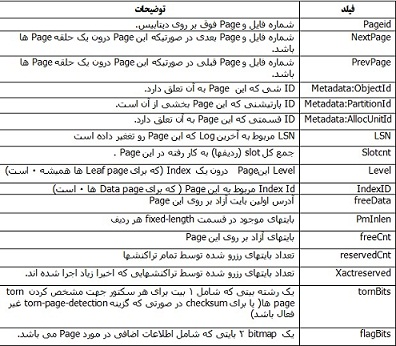 فیلد توضیحات
Pageid شماره فایل و Page فوق بر روی دیتابیس.
NextPage شماره فایل و Page بعدی در صورتیکه این Page درون یک حلقه Page ها
باشد.
PrevPage شماره فایل و Page قبلی در صورتیکه این Page درون یک حلقه Page ها
باشد.
Metadata:ObjectId ID شی که این Page به آن تعلق دارد.
Metadata:PartitionId ID پارتیشنی که این Page بخشی از آن است.
Metadata:AllocUnitId ID قسمتی که این Page به آن تعلق دارد.
LSN LSN مربوط به آخرین Log که این Page رو تغغیر داده است
Slotcnt جمع کل slot (ردیفها) به کار رفته در این Page .
Level Level اینPage درون یک Index (که برای Leaf page ها همیشه ۰ است)
IndexID Index Id مربوط به این Page ( که برای Data page ها ۰ است)
freeData آدرس اولین بایت آزاد بر روی این Page
PmInlen بایتهای موجود در قسمت fixed-length هر ردیف
freeCnt بایتهای آزاد بر روی این Page
reservedCnt تعداد بایتهای رزرو شده توسط تمام تراکنشها
Xactreserved تعداد بایتهای رزرو شده توسط تراکنشهایی که اخیرا زیاد اجرا شده اند.
tornBits یک رشته بیتی که شامل ۱ بیت برای هر سکتور جهت مشخص کردن torn
page ها( یا برای checksum در صورتی که گزینه torn-page-detection غیر
فعال باشد)
flagBits یک bitmap ۲ بایتی که شامل اطلاعات اضافی در مورد Page می باشد.